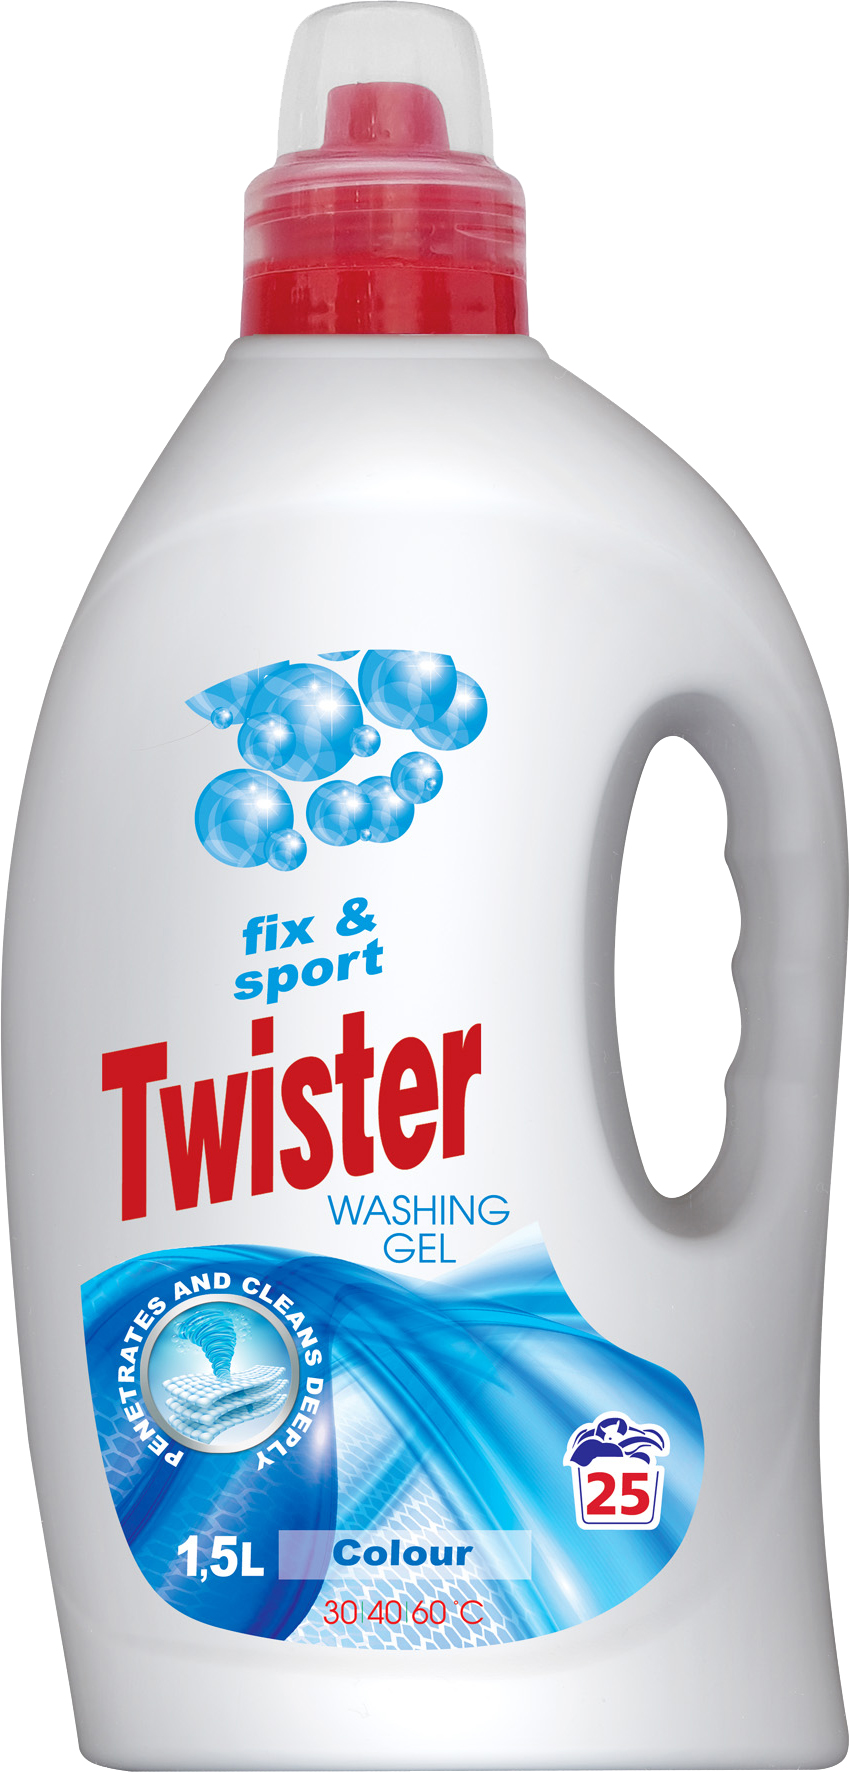 fix &
sport
Twister
WASHING
GEL
PENETRATES AND CLEANS DEEPLY
25
1,5L
Colour
30|40|60 °C